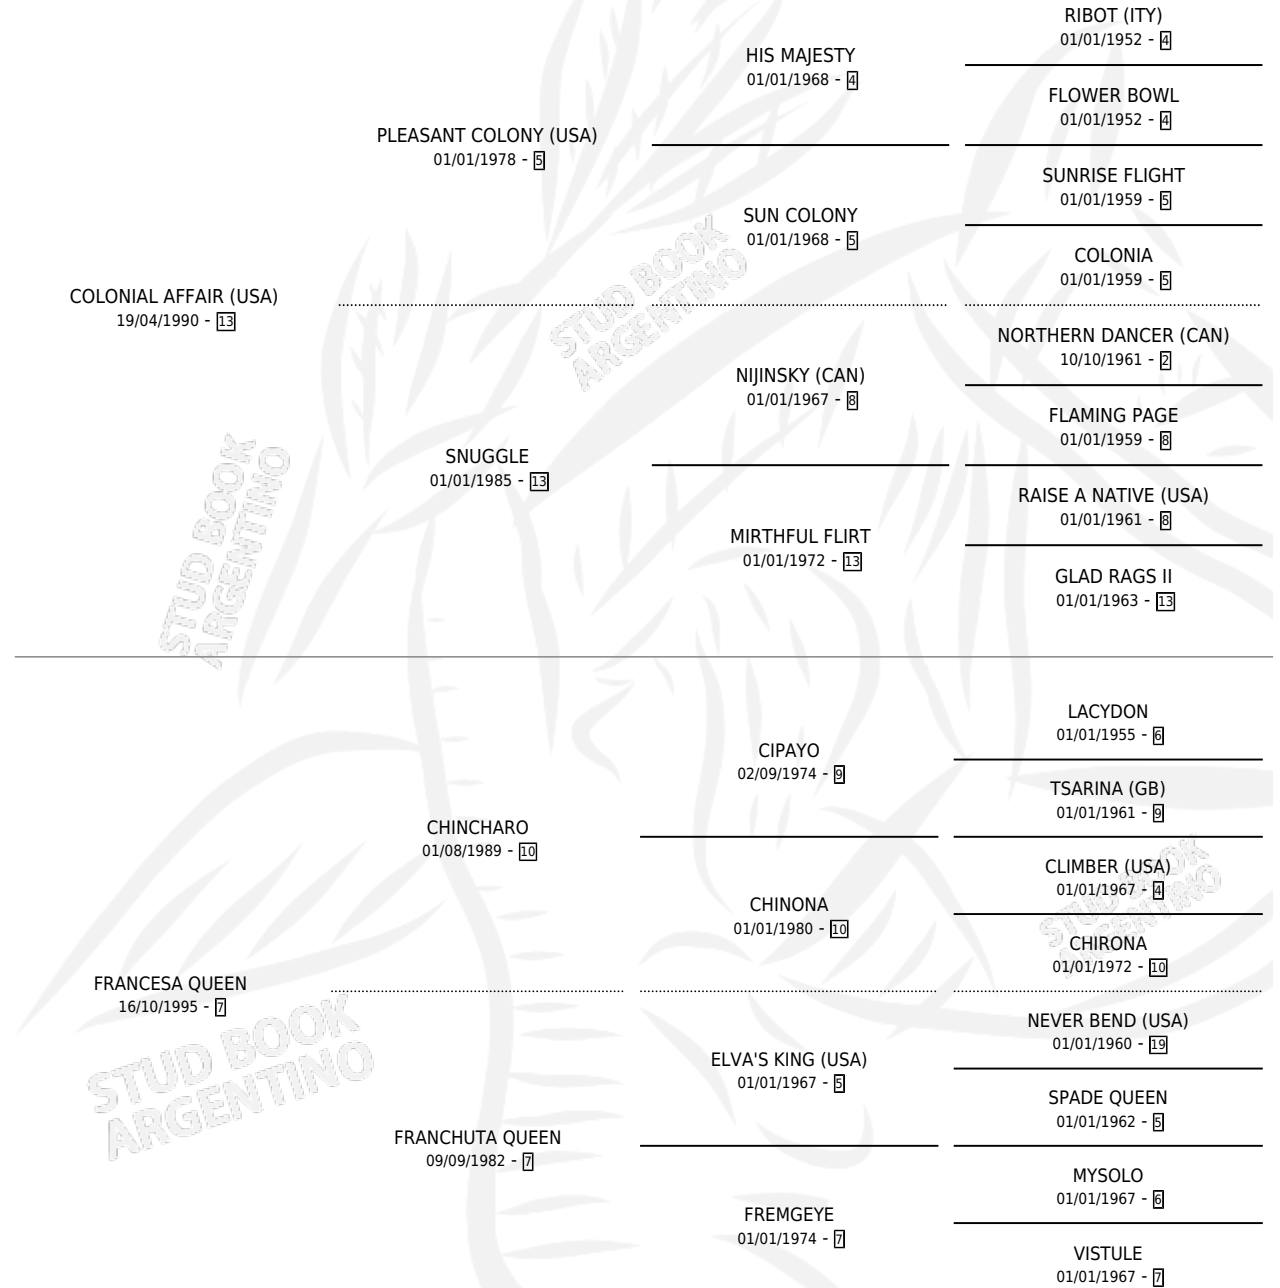 RIBOT (ITY)
01/01/1952 - 4
HIS MAJESTY
01/01/1968 - 4
FLOWER BOWL
01/01/1952 - 4
PLEASANT COLONY (USA)
01/01/1978 - 5
SUNRISE FLIGHT
01/01/1959 - 5
SUN COLONY
01/01/1968 - 5
COLONIA
01/01/1959 - 5
COLONIAL AFFAIR (USA)
19/04/1990 - 13
NORTHERN DANCER (CAN)
10/10/1961 - 2
NIJINSKY (CAN)
01/01/1967 - 8
FLAMING PAGE
01/01/1959 - 8
SNUGGLE
01/01/1985 - 13
RAISE A NATIVE (USA)
01/01/1961 - 8
MIRTHFUL FLIRT
01/01/1972 - 13
GLAD RAGS II
01/01/1963 - 13
LACYDON
01/01/1955 - 6
CIPAYO
02/09/1974 - 9
TSARINA (GB)
01/01/1961 - 9
CHINCHARO
01/08/1989 - 10
CLIMBER (USA)
01/01/1967 - 4
CHINONA
01/01/1980 - 10
CHIRONA
01/01/1972 - 10
FRANCESA QUEEN
16/10/1995 - 7
NEVER BEND (USA)
01/01/1960 - 19
ELVA'S KING (USA)
01/01/1967 - 5
SPADE QUEEN
01/01/1962 - 5
FRANCHUTA QUEEN
09/09/1982 - 7
MYSOLO
01/01/1967 - 6
FREMGEYE
01/01/1974 - 7
VISTULE
01/01/1967 - 7
STUD BOOK
ARGENTINO
STUD BOOK
ARGENTINO
STUD BOOK
ARGENTINO
STUD BOOK
ARGENTINO